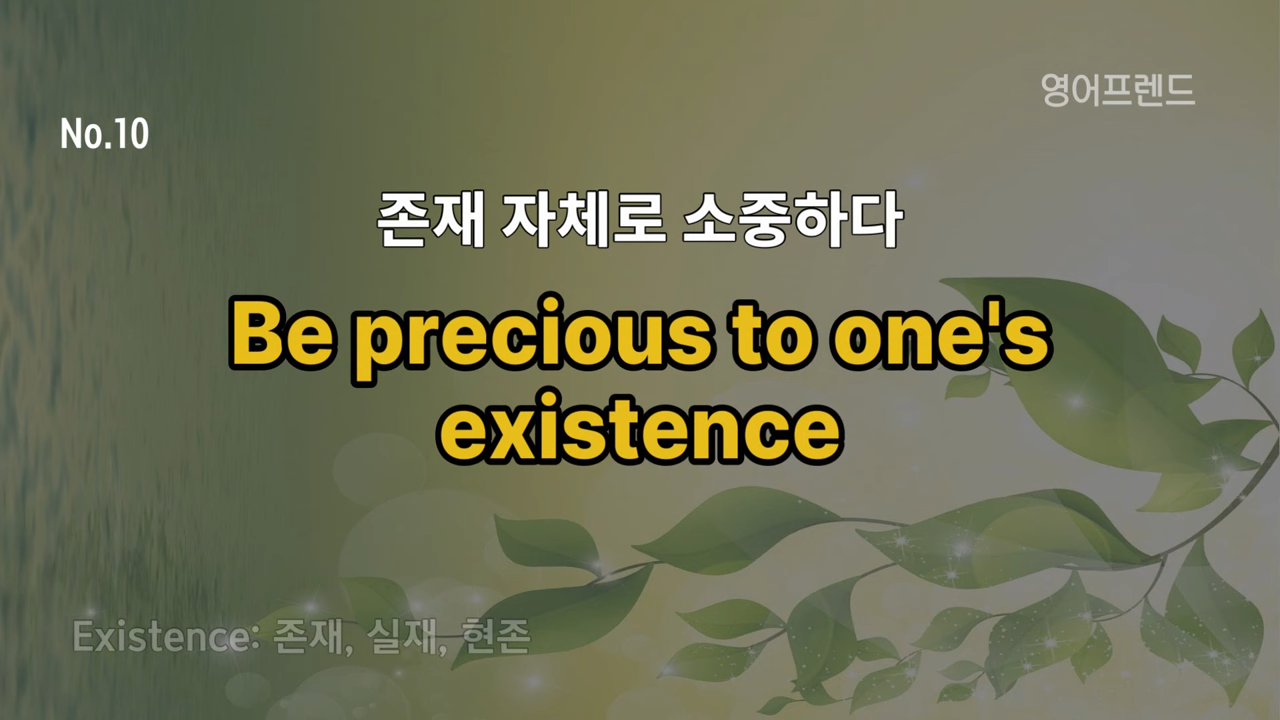 영어프렌드
No.10
존재 자체로 소중하다
Be precious to one's
existence
Existence: 존재, 실재, 현존